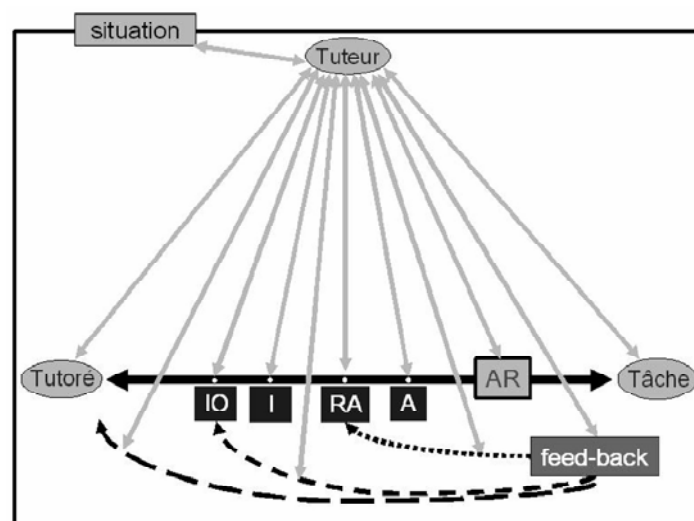 situation
Tuteur
Tutoré
IO
I
RA
A
AR
Tâche
feed-back